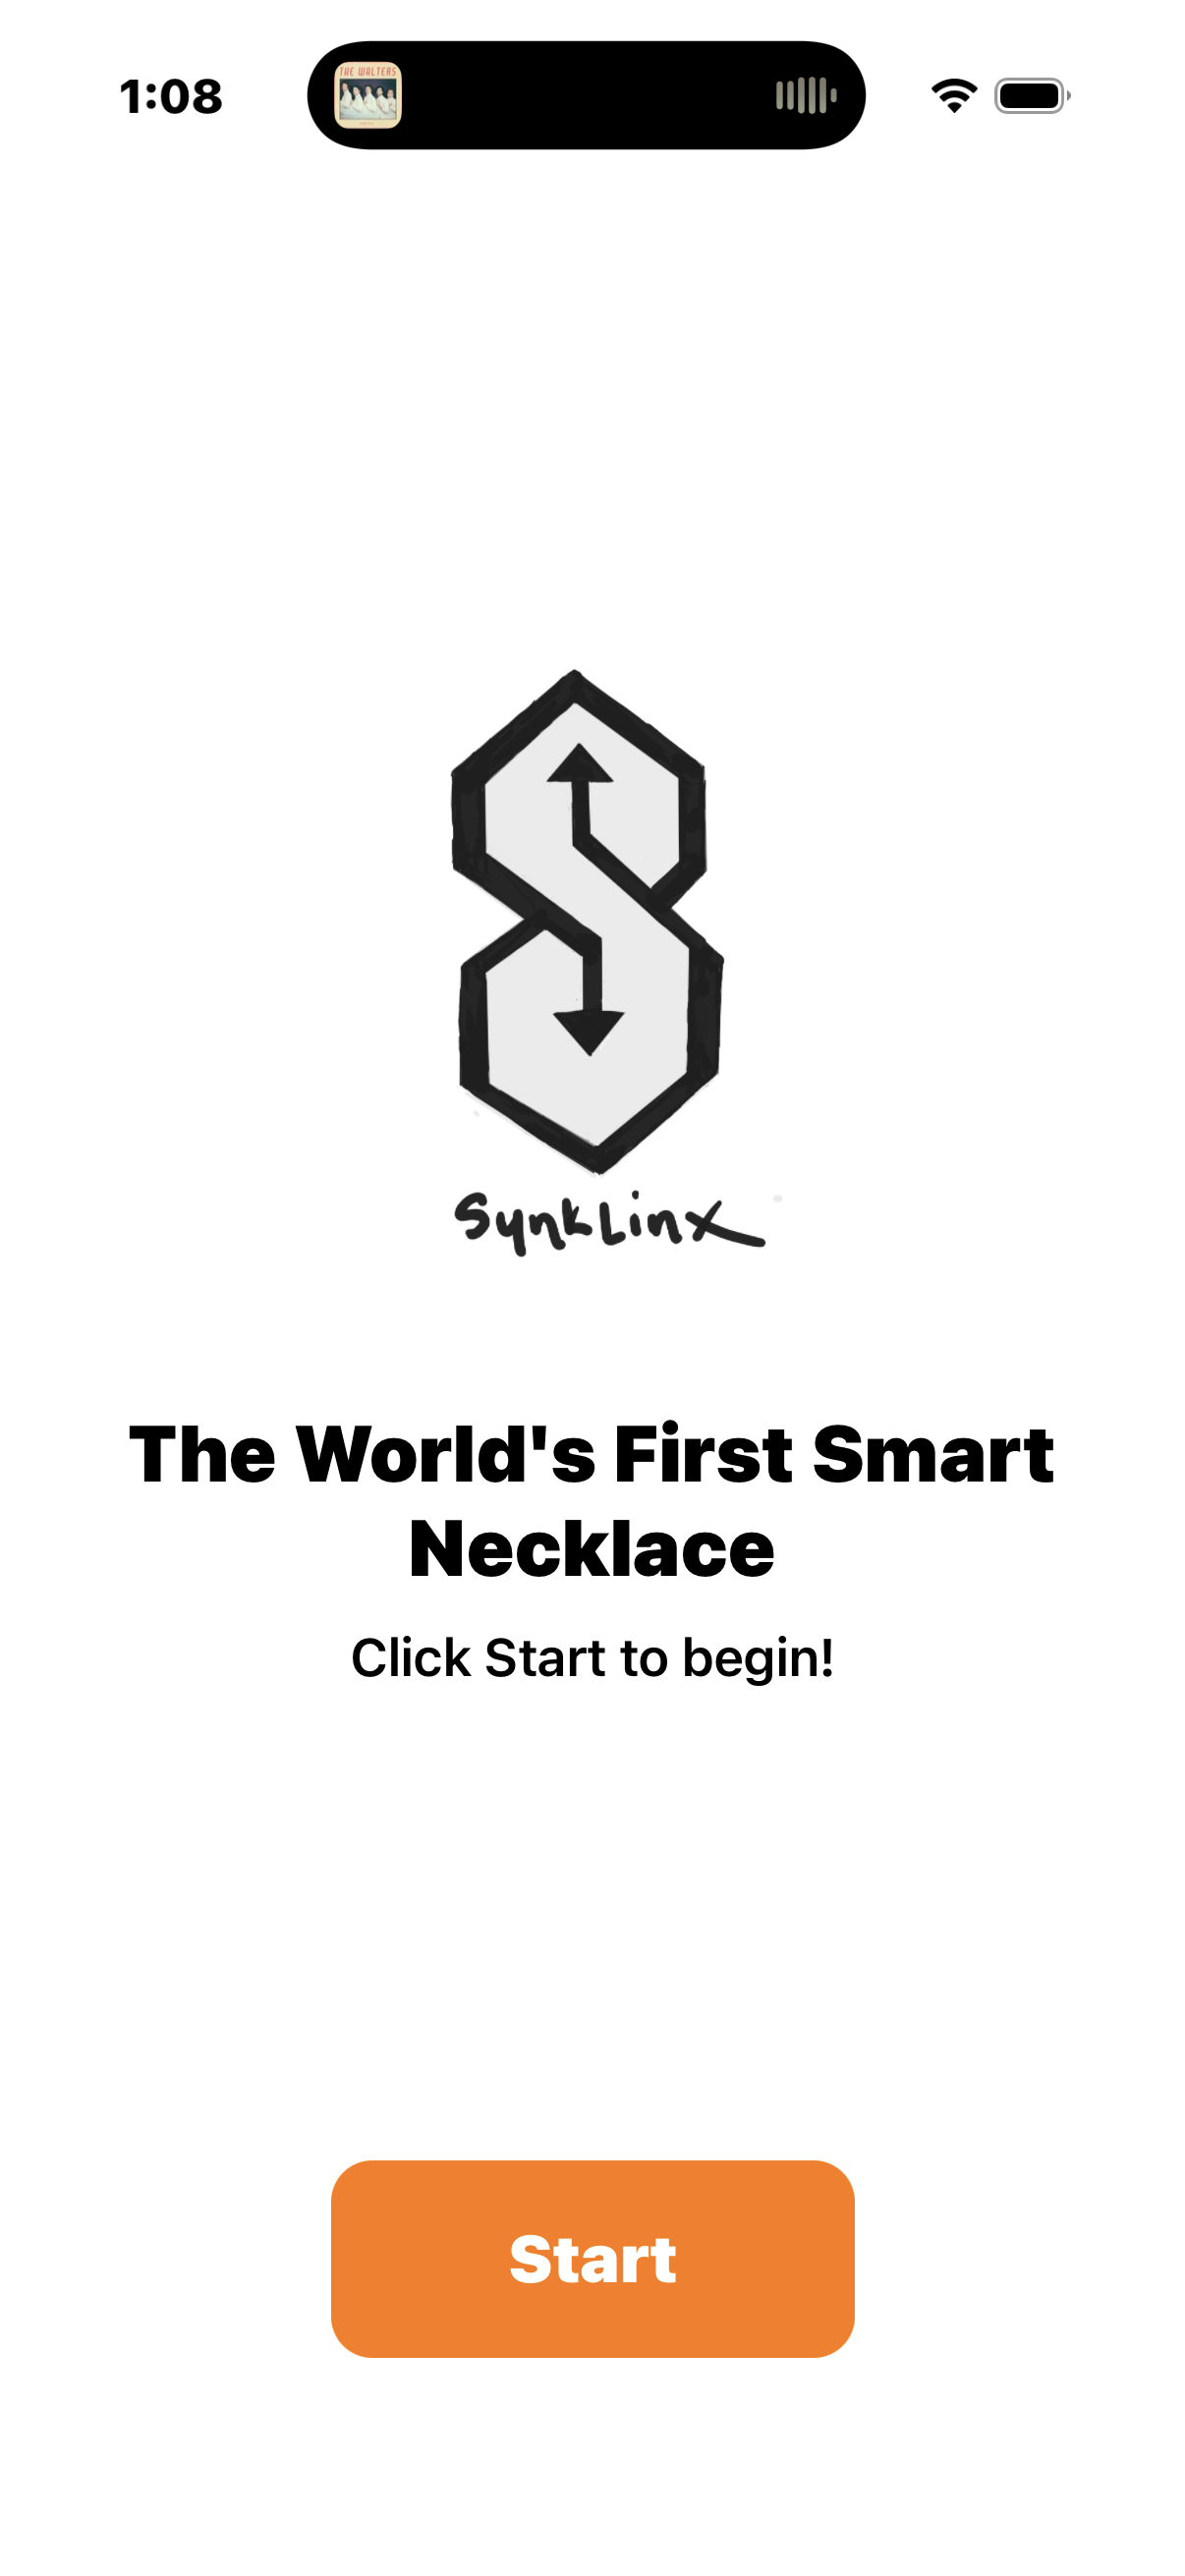 1:08
THE WALTERS
SynkLinx
The World's First Smart
Necklace
Click Start to begin!
Start